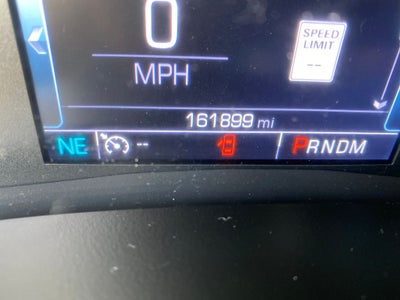 0
MPH
SPEED
LIMIT
--
161899 mi
NE
--
PRNDM